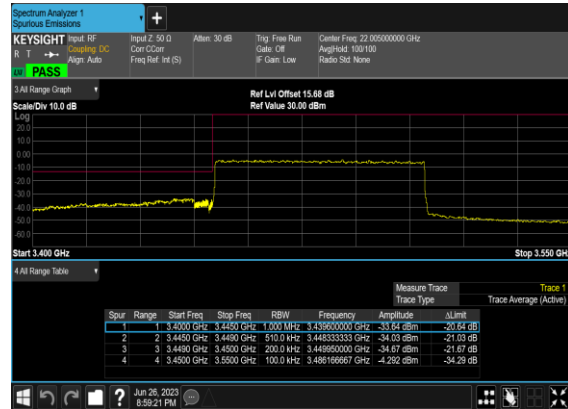 Spectrum Analyzer 1
Spurious Emissions
+
KEYSIGHT Input: RF Input Z: 50 Ω Atten: 30 dB Trig: Free Run Center Freq: 22.005000000 GHz
R T Coupling: DC Corr CCorr Gate: Off Avg|Hold: 100/100
Align: Auto Freq Ref: Int (S) IF Gain: Low Radio Std: None
LW PASS
3 All Range Graph Ref Lvl Offset 15.68 dB
Scale/Div 10.0 dB Ref Value 30.00 dBm
Log
20.0
10.0
0.00
-10.0
-20.0
-30.0
-40.0
-50.0
-60.0
Start 3.400 GHz Stop 3.550 GHz
4 All Range Table
Measure Trace Trace 1
Trace Type Trace Average (Active)
Spur Range Start Freq Stop Freq RBW Frequency Amplitude ΔLimit
1 1 3.4000 GHz 3.4450 GHz 1.000 MHz 3.439600000 GHz -33.64 dBm -20.64 dB
2 2 3.4450 GHz 3.4490 GHz 510.0 kHz 3.448333333 GHz -34.03 dBm -21.03 dB
3 3 3.4490 GHz 3.4500 GHz 200.0 kHz 3.449950000 GHz -34.67 dBm -21.67 dB
4 4 3.4500 GHz 3.5500 GHz 100.0 kHz 3.486166667 GHz -4.292 dBm -34.29 dB
? Jun 26, 2023
8:59:21 PM